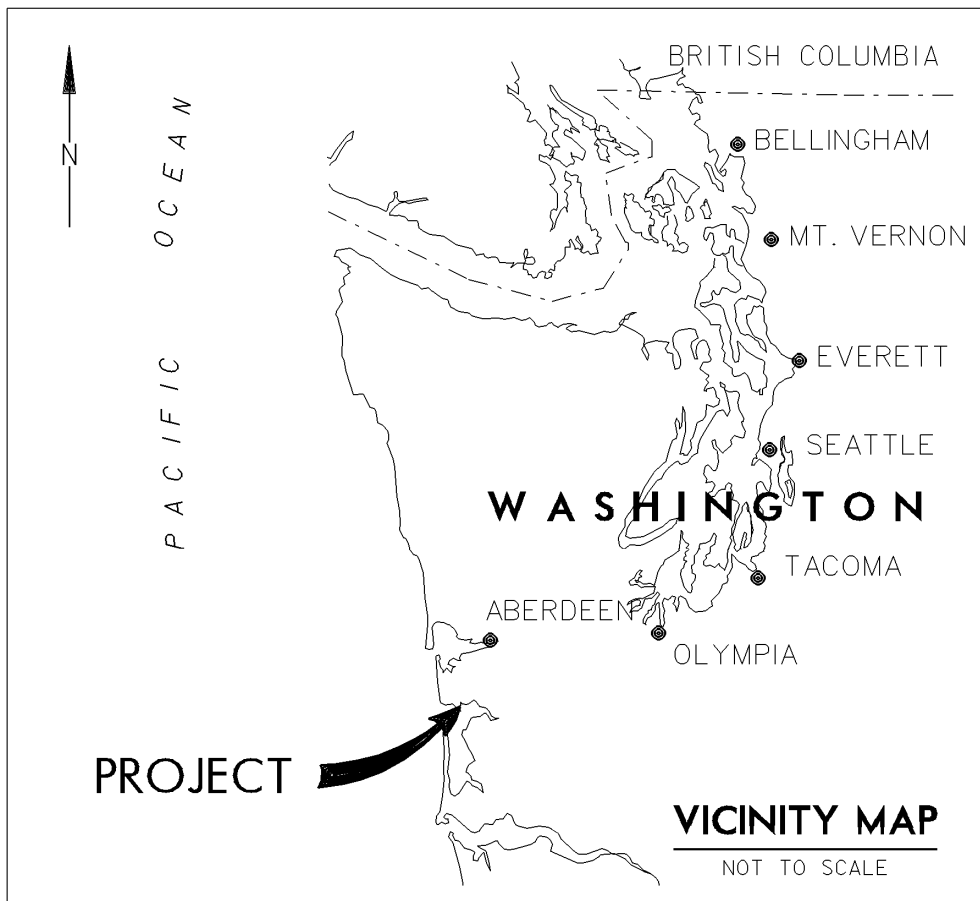 BRITISH COLUMBIA
N
PACIFIC OCEAN
BELLINGHAM
MT. VERNON
EVERETT
SEATTLE
WASHINGTON
TACOMA
ABERDEEN
OLYMPIA
PROJECT
VICINITY MAP
NOT TO SCALE